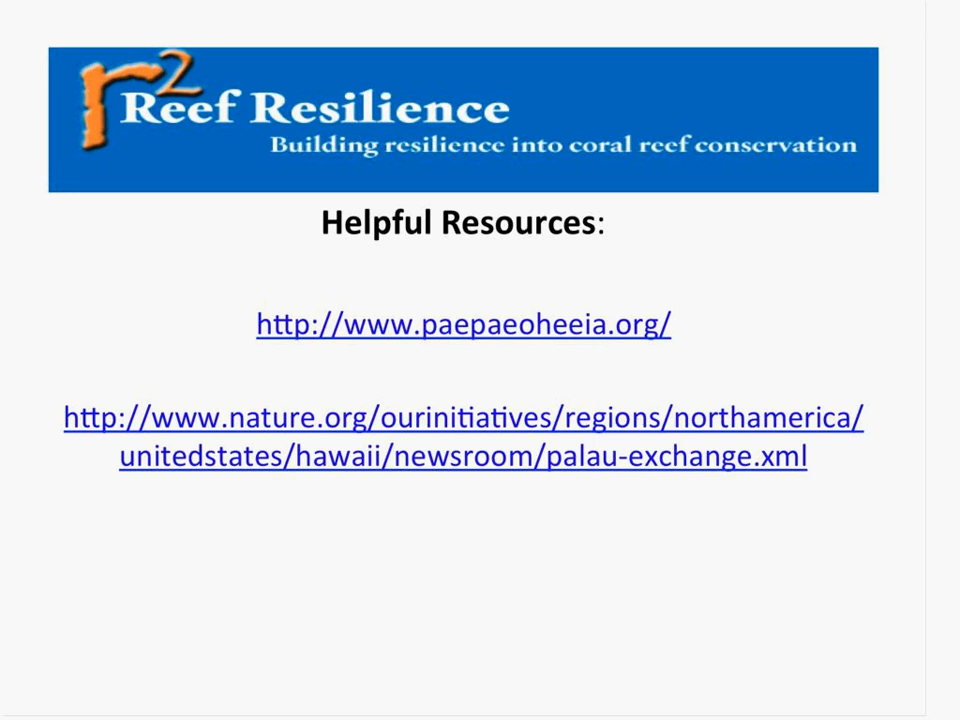 r2
Reef Resilience
Building resilience into coral reef conservation
Helpful Resources:
http://www.paepaeoheeia.org/
http://www.nature.org/ourinitiatives/regions/northamerica/
unitedstates/hawaii/newsroom/palau-exchange.xml